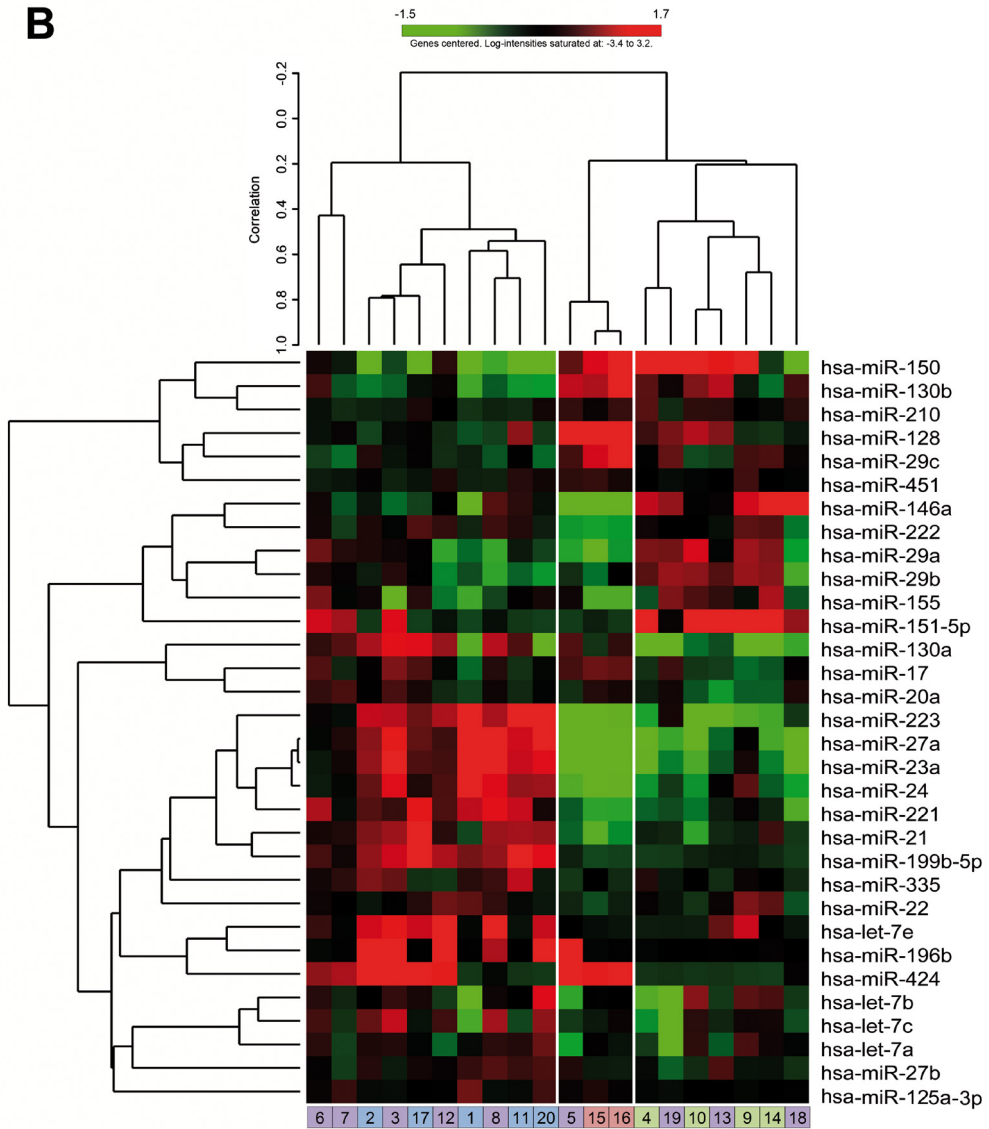 B
-1.5 1.7
Genes centered. Log-intensities saturated at: -3.4 to 3.2.
Correlation
-0.2
0.0
0.2
0.4
0.6
0.8
1.0
hsa-miR-150
hsa-miR-130b
hsa-miR-210
hsa-miR-128
hsa-miR-29c
hsa-miR-451
hsa-miR-146a
hsa-miR-222
hsa-miR-29a
hsa-miR-29b
hsa-miR-155
hsa-miR-151-5p
hsa-miR-130a
hsa-miR-17
hsa-miR-20a
hsa-miR-223
hsa-miR-27a
hsa-miR-23a
hsa-miR-24
hsa-miR-221
hsa-miR-21
hsa-miR-199b-5p
hsa-miR-335
hsa-miR-22
hsa-let-7e
hsa-miR-196b
hsa-miR-424
hsa-let-7b
hsa-let-7c
hsa-let-7a
hsa-miR-27b
hsa-miR-125a-3p
6 7 2 3 17 12 1 8 11 20 5 15 16 4 19 10 13 9 14 18